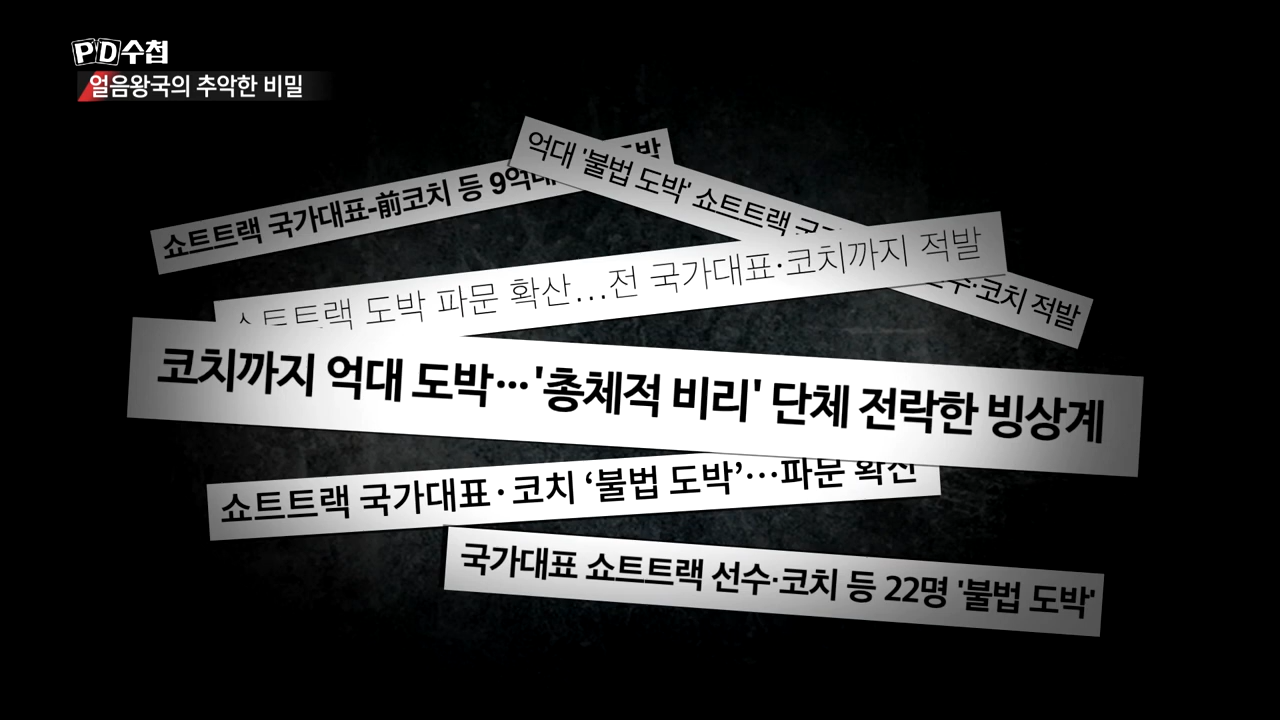 PD수첩
얼음왕국의 추악한 비밀
억대 '불법 도박' 쇼트트랙
쇼트트랙 국가대표-前코치 등 9억대
쇼트트랙 도박 파문 확산...전 국가대표·코치까지 적발
코치 적발
코치까지 억대 도박…'총체적 비리' 단체 전락한 빙상계
쇼트트랙 국가대표·코치 ‘불법 도박’…파문 확산
국가대표 쇼트트랙 선수·코치 등 22명 '불법 도박'